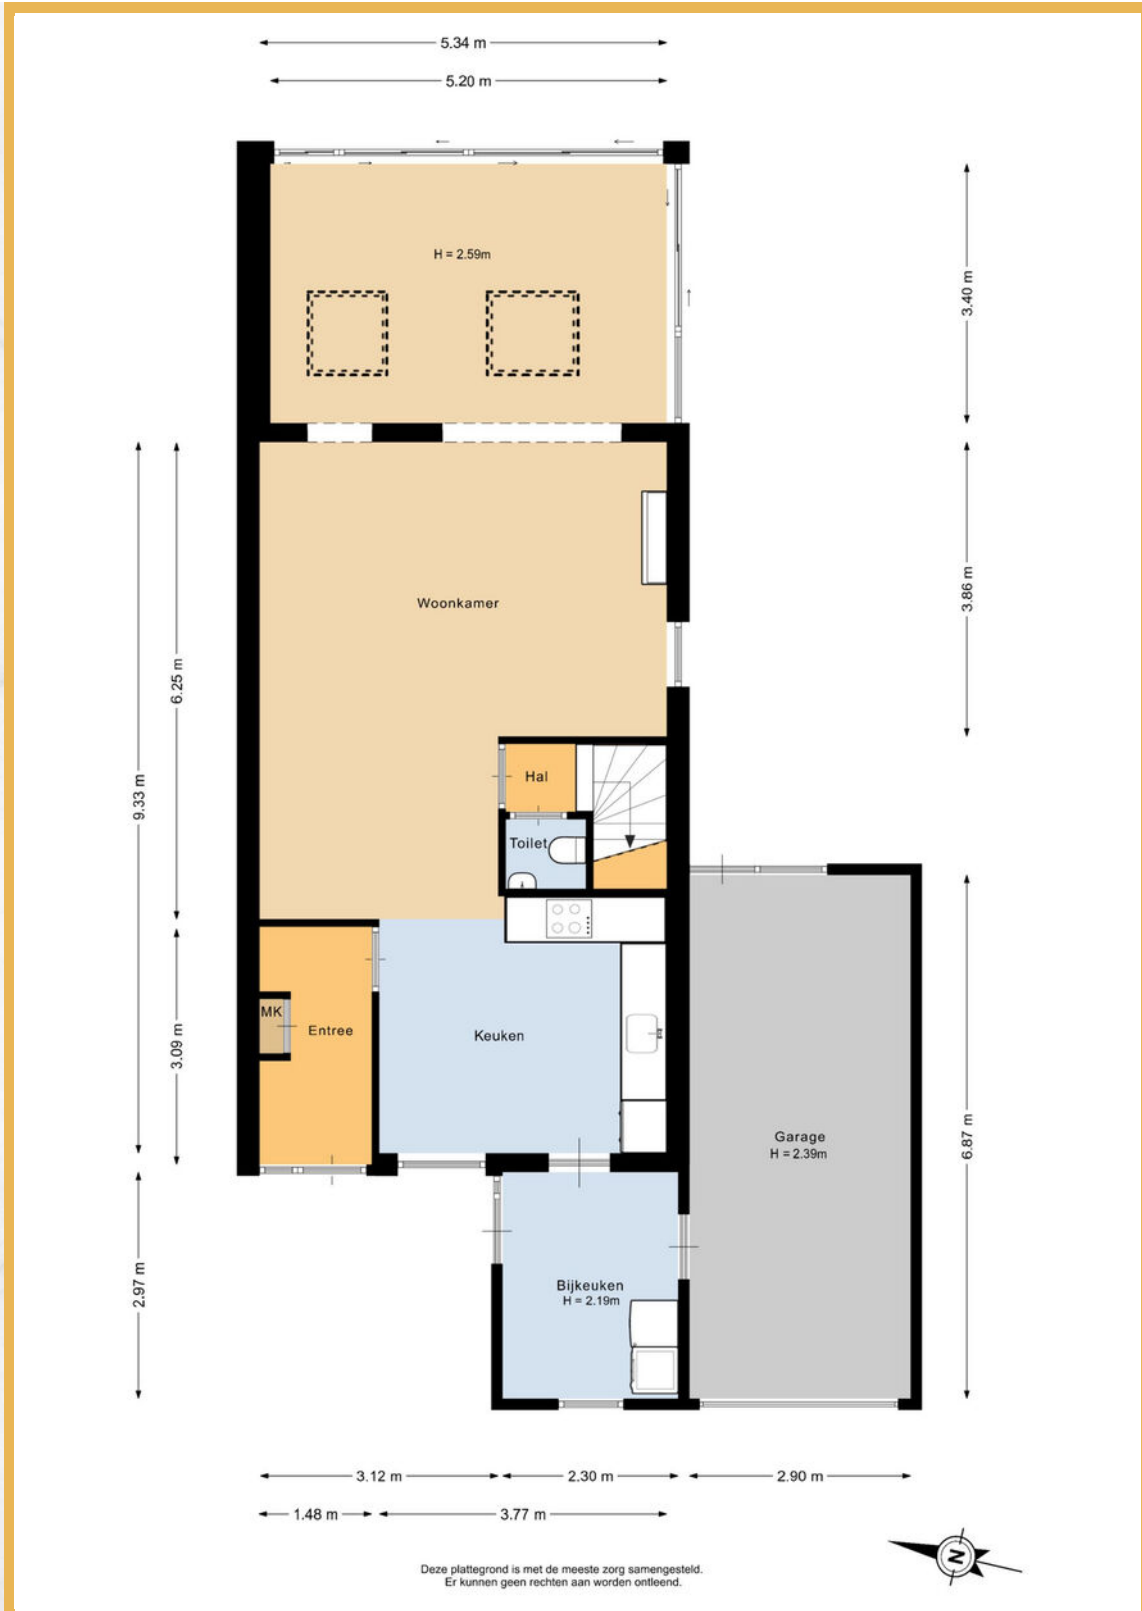 5.34 m
5.20 m
H = 2.59m
3.40 m
Woonkamer
3.86 m
6.25 m
9.33 m
Hal
Toilet
MK
Entree
Keuken
3.09 m
Garage
H = 2.39m
6.87 m
Bijkeuken
H = 2.19m
2.97 m
3.12 m
2.30 m
2.90 m
1.48 m
3.77 m
N
Deze plattegrond is met de meeste zorg samengesteld.
Er kunnen geen rechten aan worden ontleend.